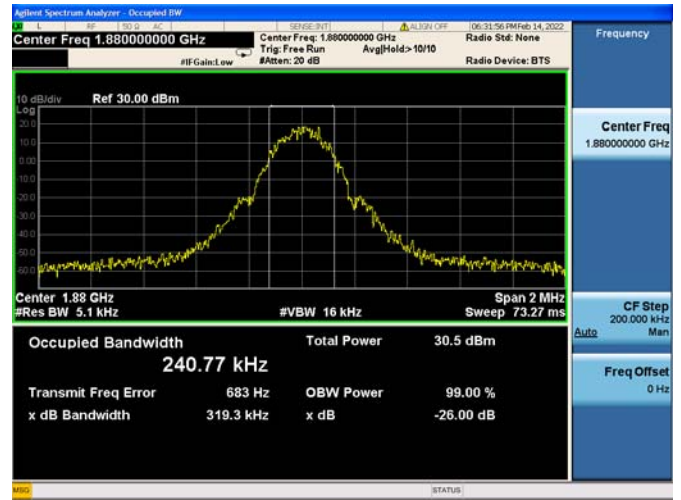 Agilent Spectrum Analyzer - Occupied BW
L RF 50 Ω AC SENSE:INT ALIGN OFF 06:31:56 PM Feb 14, 2022
Center Freq 1.880000000 GHz
Center Freq: 1.880000000 GHz
Radio Std: None
Trig: Free Run Avg|Hold:> 10/10
#IFGain:Low #Atten: 20 dB Radio Device: BTS
Frequency
10 dB/div Ref 30.00 dBm
Log
20.0
10.0
0.00
-10.0
-20.0
-30.0
-40.0
-50.0
-60.0
Center Freq
1.880000000 GHz
Center 1.88 GHz Span 2 MHz
#Res BW 5.1 kHz #VBW 16 kHz Sweep 73.27 ms
CF Step
200.000 kHz
Auto Man
Occupied Bandwidth Total Power 30.5 dBm
240.77 kHz
Freq Offset
0 Hz
Transmit Freq Error 683 Hz OBW Power 99.00 %
x dB Bandwidth 319.3 kHz x dB -26.00 dB
MSG STATUS